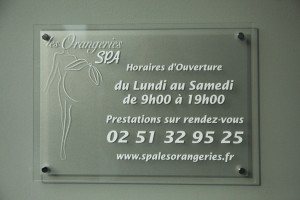 les Orangeries
SPA
Horaires d'Ouverture
du Lundi au Samedi
de 9h00 à 19h00
Prestations sur rendez-vous
02 51 32 95 25
www.spalesorangeries.fr